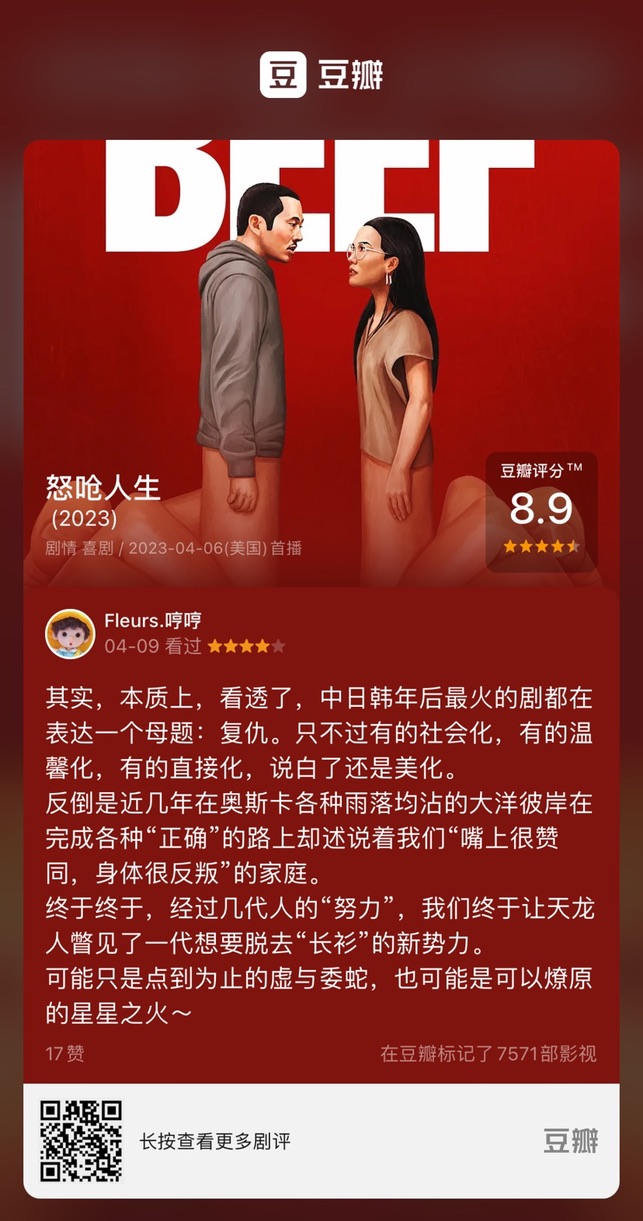 豆 豆瓣
BEEF
怒呛人生
(2023)
剧情 喜剧 / 2023-04-06(美国)首播
豆瓣评分™
8.9
Fleurs.哼哼
04-09 看过
其实，本质上，看透了，中日韩年后最火的剧都在
表达一个母题：复仇。只不过有的社会化，有的温
馨化，有的直接化，说白了还是美化。
反倒是近几年在奥斯卡各种雨落均沾的大洋彼岸在
完成各种“正确”的路上却述说着我们“嘴上很赞
同，身体很反叛”的家庭。
终于终于，经过几代人的“努力”，我们终于让天龙
人瞥见了一代想要脱去“长衫”的新势力。
可能只是点到为止的虚与委蛇，也可能是可以燎原
的星星之火～
17赞
在豆瓣标记了7571部影视
长按查看更多剧评
豆瓣